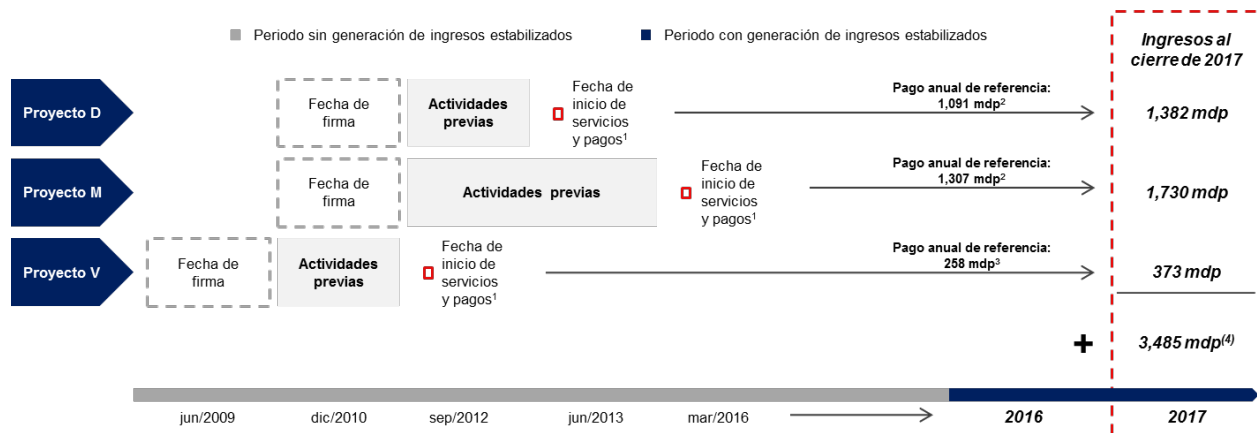 Periodo sin generación de ingresos estabilizados
Periodo con generación de ingresos estabilizados
Ingresos al
cierre de 2017
Proyecto D
Fecha de
firma
Actividades
previas
Fecha de
inicio de
servicios
y pagos¹
Pago anual de referencia:
1,091 mdp²
1,382 mdp
Proyecto M
Fecha de
firma
Actividades previas
Fecha de
inicio de
servicios
y pagos¹
Pago anual de referencia:
1,307 mdp²
1,730 mdp
Proyecto V
Fecha de
firma
Actividades
previas
Fecha de
inicio de
servicios
y pagos¹
Pago anual de referencia:
258 mdp³
373 mdp
+
3,485 mdp⁽⁴⁾
jun/2009
dic/2010
sep/2012
jun/2013
mar/2016
2016
2017